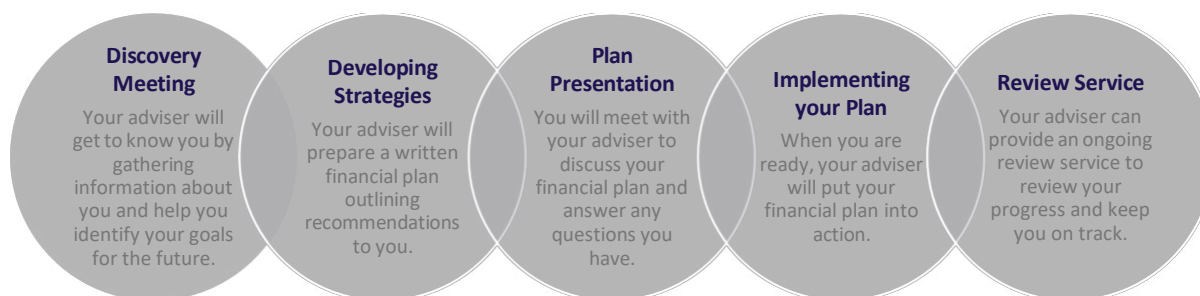 Discovery
Meeting
Your adviser will
get to know you by
gathering
information about
you and help you
identify your goals
for the future.
Developing
Strategies
Your adviser will
prepare a written
financial plan
outlining
recommendations
to you.
Plan
Presentation
You will meet with
your adviser to
discuss your
financial plan and
answer any
questions you
have.
Implementing
your Plan
When you are
ready, your adviser
will put your
financial plan into
action.
Review Service
Your adviser can
provide an ongoing
review service to
review your
progress and keep
you on track.